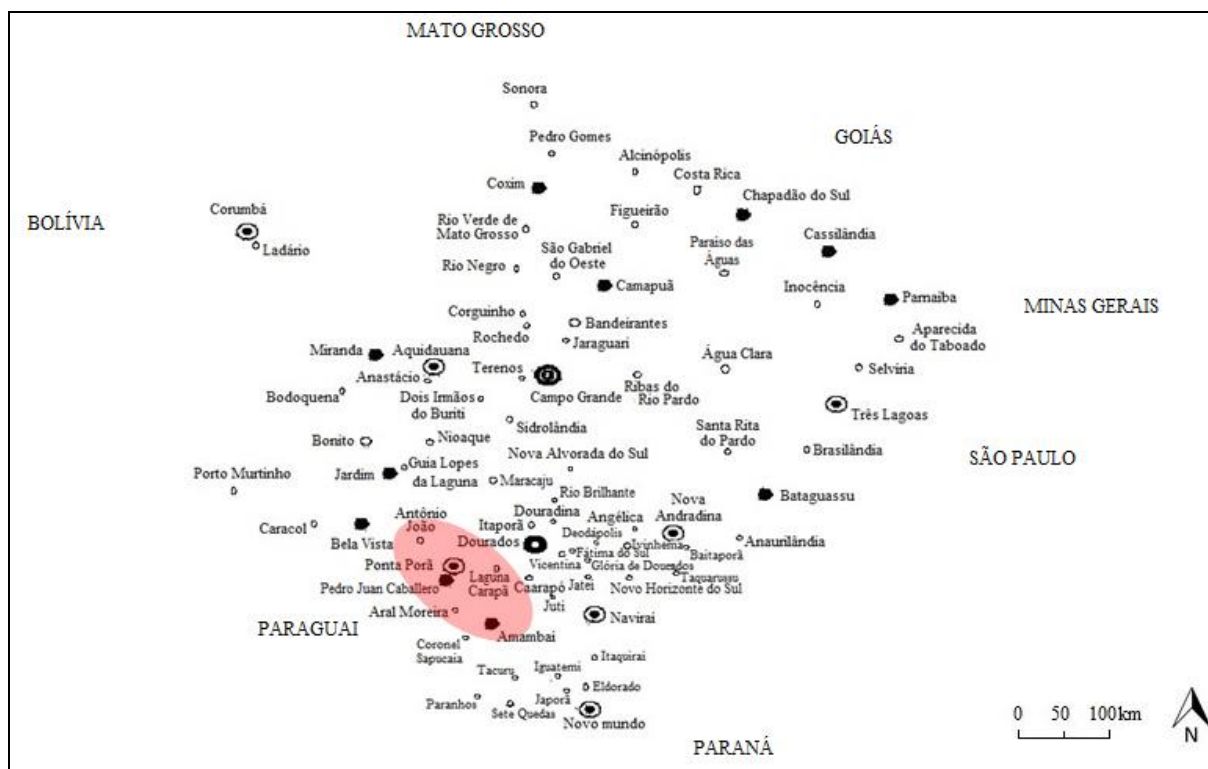 MATO GROSSO
Sonora
GOIÁS
Pedro Gomes
Alcinópolis
Costa Rica
Coxim
Chapadão do Sul
BOLÍVIA
Corumbá
Ladário
Rio Verde de
Mato Grosso
Figueirão
Cassilândia
São Gabriel
do Oeste
Paraiso das
Águas
Rio Negro
Camapuã
Inocência
Parnaiba
MINAS GERAIS
Corguinho
Rochedo
Bandeirantes
Jaraguari
Aparecida
do Taboado
Miranda
Aquidauana
Anastácio
Terenos
Água Clara
Selviria
Bodoquena
Dois Irmãos
do Buriti
Campo Grande
Ribas do
Rio Pardo
Três Lagoas
Sidrolândia
Bonito
Nioaque
Santa Rita
do Pardo
Brasilândia
SÃO PAULO
Nova Alvorada do Sul
Porto Murtinho
Jardim
Guia Lopes
da Laguna
Maracaju
Rio Brilhante
Nova
Andradina
Bataguassu
Caracol
Bela Vista
Antônio
João
Itaporã
Douradina
Dourados
Deodápolis
Angélica
Ivinhema
Anaurilândia
Fátima do Sul
Baitaporã
Vicentina
Glória de Dourados
Ponta Porã
Laguna
Carapã
Taquarussu
Pedro Juan Caballero
Caarapó
Jatei
Novo Horizonte do Sul
Juti
Aral Moreira
Navirai
PARAGUAI
Amambai
Coronel
Sapucaia
Itaquirai
Tacuru
Iguatemi
Eldorado
Paranhos
Sete Quedas
Japorã
Novo mundo
PARANÁ
0 50 100km
N